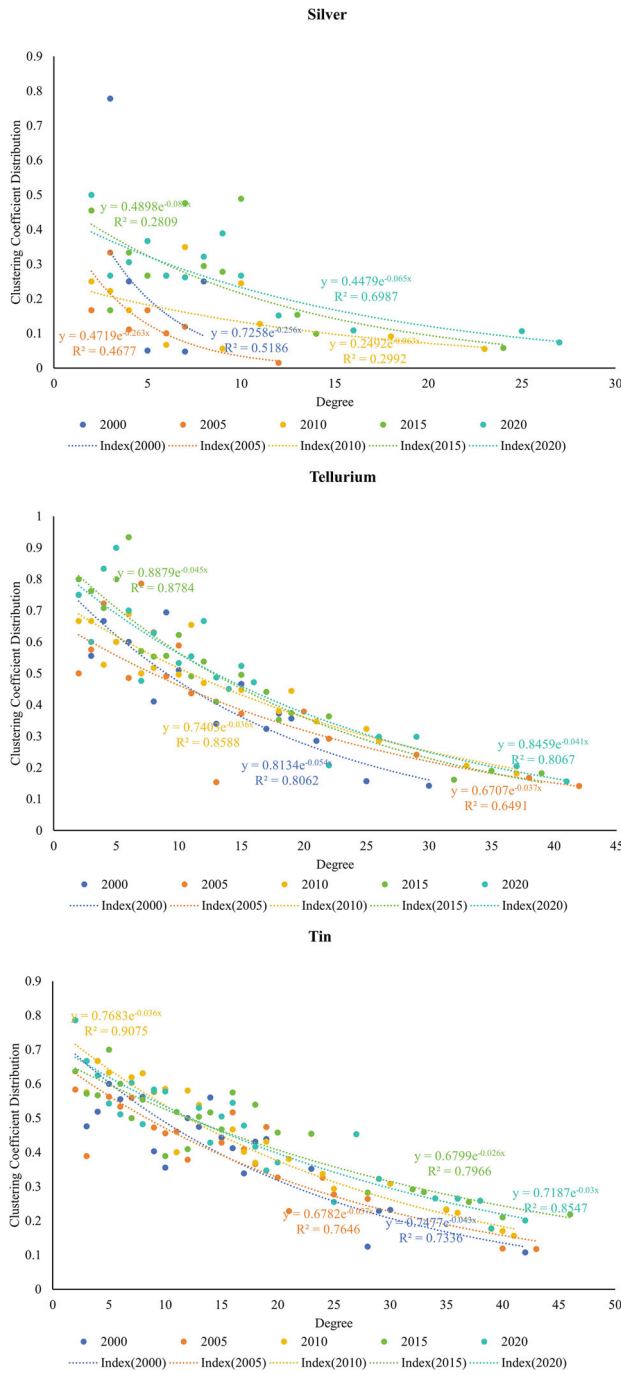 Silver
Clustering Coefficient Distribution
0.9
0.8
0.7
0.6
0.5
0.4
0.3
0.2
0.1
0
y = 0.4479e^-0.065x
R² = 0.6987
R² = 0.2809
R² = 0.4677
y = 0.7258e^-0.256x
R² = 0.5186
R² = 0.2992
0 5 10 15 20 25 30
Degree
2000 2005 2010 2015 2020
Index(2000) Index(2005) Index(2010) Index(2015) Index(2020)
Tellurium
Clustering Coefficient Distribution
1
0.9
0.8
0.7
0.6
0.5
0.4
0.3
0.2
0.1
0
y = 0.8879e^-0.045x
R² = 0.8784
R² = 0.8588
y = 0.8134e^-0.054x
R² = 0.8062
y = 0.8459e^-0.041x
R² = 0.8067
y = 0.6707e^-0.037x
R² = 0.6491
0 5 10 15 20 25 30 35 40 45
Degree
2000 2005 2010 2015 2020
Index(2000) Index(2005) Index(2010) Index(2015) Index(2020)
Tin
Clustering Coefficient Distribution
0.9
0.8
0.7
0.6
0.5
0.4
0.3
0.2
0.1
0
y = 0.7683e^-0.036x
R² = 0.9075
y = 0.6799e^-0.026x
R² = 0.7966
y = 0.7187e^-0.03x
R² = 0.8547
R² = 0.7646
R² = 0.7336
0 5 10 15 20 25 30 35 40 45 50
Degree
2000 2005 2010 2015 2020
Index(2000) Index(2005) Index(2010) Index(2015) Index(2020)